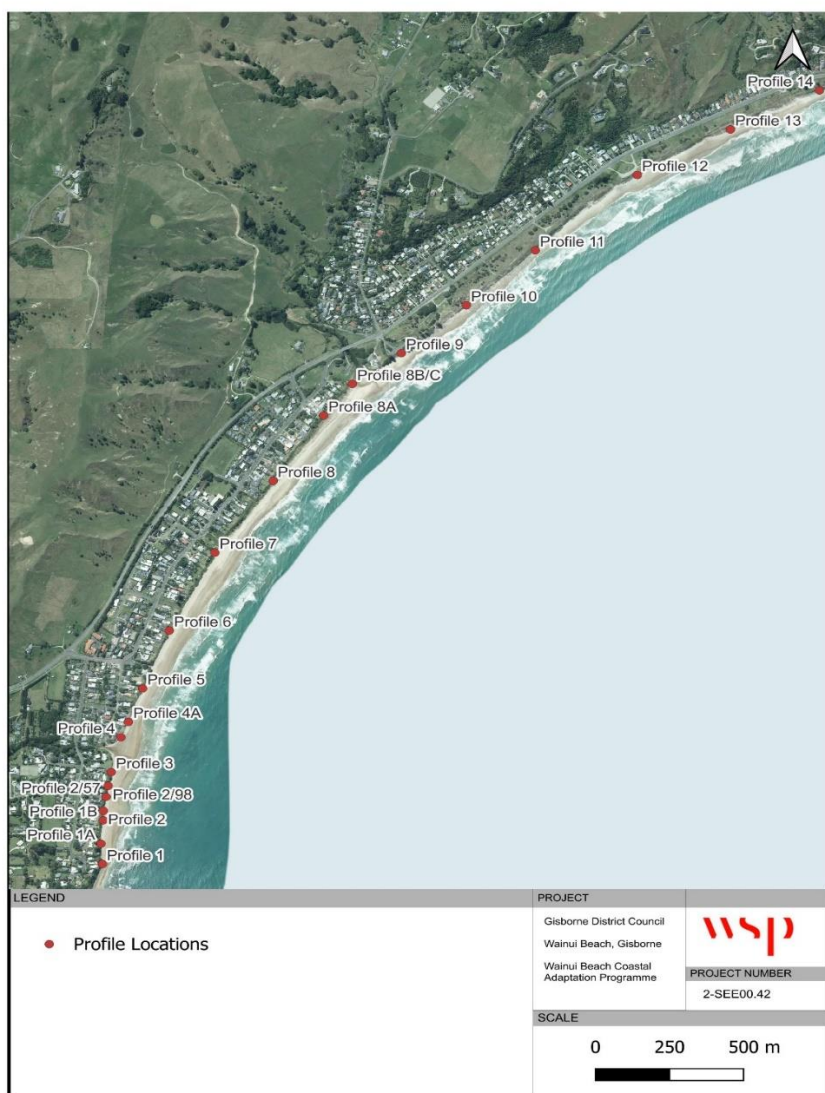 Profile 14
Profile 13
Profile 12
Profile 11
Profile 10
Profile 9
Profile 8B/C
Profile 8A
Profile 8
Profile 7
Profile 6
Profile 5
Profile 4A
Profile 4
Profile 3
Profile 2/57
Profile 2/98
Profile 1B
Profile 2
Profile 1A
Profile 1
LEGEND
Profile Locations
PROJECT
Gisborne District Council
Wainui Beach, Gisborne
Wainui Beach Coastal
Adaptation Programme
wsp
PROJECT NUMBER
2-SEE00.42
SCALE
0 250 500 m